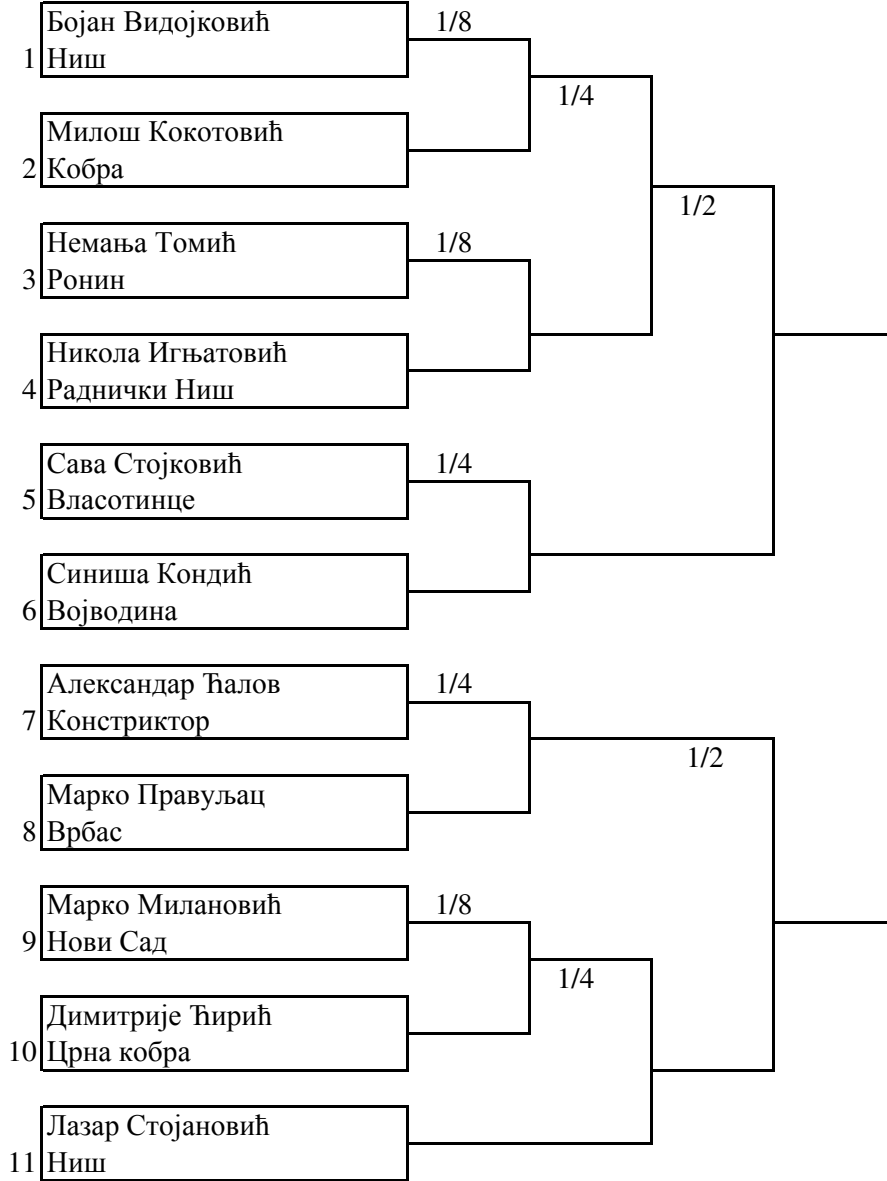 Бојан Видојковић 1/8
1 Ниш
1/4
Милош Кокотовић
2 Кобра
1/2
Немања Томић 1/8
3 Ронин
Никола Игњатовић
4 Раднички Ниш
Сава Стојковић 1/4
5 Власотинце
Синиша Кондић
6 Војводина
Александар Ћалов 1/4
7 Констриктор
1/2
Марко Правуљац
8 Врбас
Марко Милановић 1/8
9 Нови Сад
1/4
Димитрије Ћирић
10 Црна кобра
Лазар Стојановић
11 Ниш